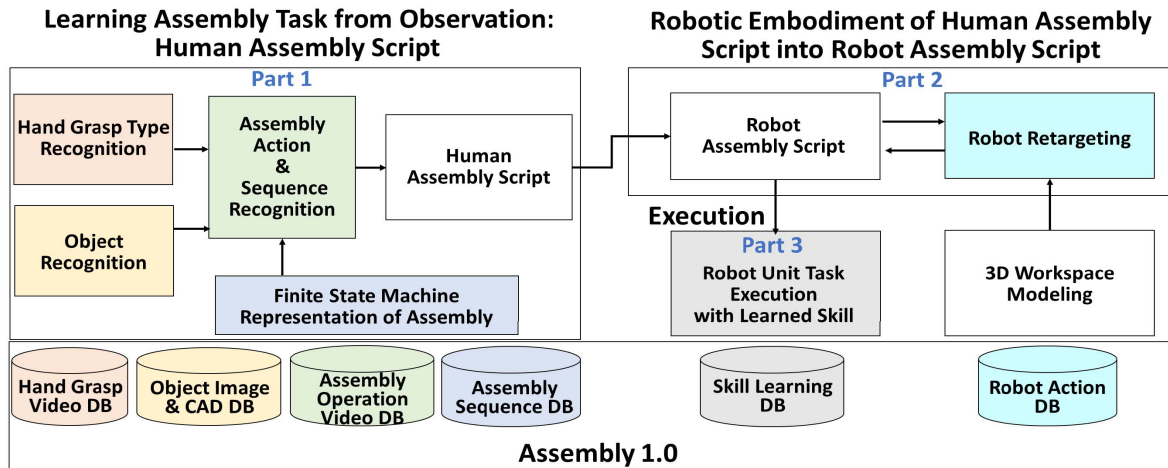 Learning Assembly Task from Observation:
Human Assembly Script
Robotic Embodiment of Human Assembly
Script into Robot Assembly Script
Part 1
Hand Grasp Type
Recognition
Object
Recognition
Assembly
Action
&
Sequence
Recognition
Human
Assembly Script
Finite State Machine
Representation of Assembly
Part 2
Robot
Assembly Script
Robot Retargeting
Execution
Part 3
Robot Unit Task
Execution
with Learned Skill
3D Workspace
Modeling
Hand Grasp
Video DB
Object Image
& CAD DB
Assembly
Operation
Video DB
Assembly
Sequence DB
Skill Learning
DB
Robot Action
DB
Assembly 1.0